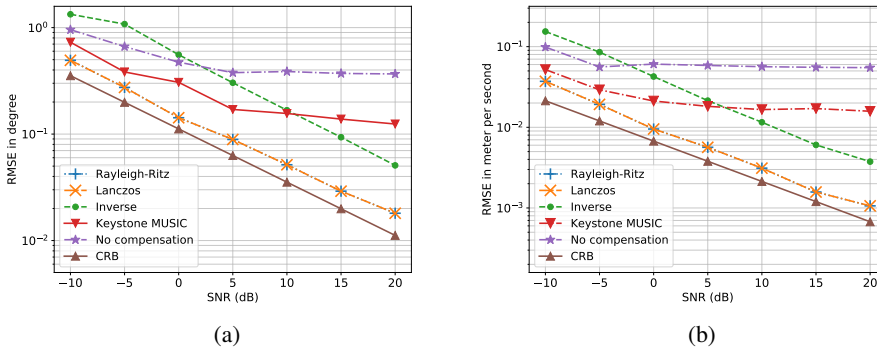 RMSE in degree
10⁰
10⁻¹
10⁻²
Rayleigh-Ritz
Lanczos
Inverse
Keystone MUSIC
No compensation
CRB
−10 −5 0 5 10 15 20
SNR (dB)
(a)
RMSE in meter per second
10⁻¹
10⁻²
10⁻³
Rayleigh-Ritz
Lanczos
Inverse
Keystone MUSIC
No compensation
CRB
−10 −5 0 5 10 15 20
SNR (dB)
(b)